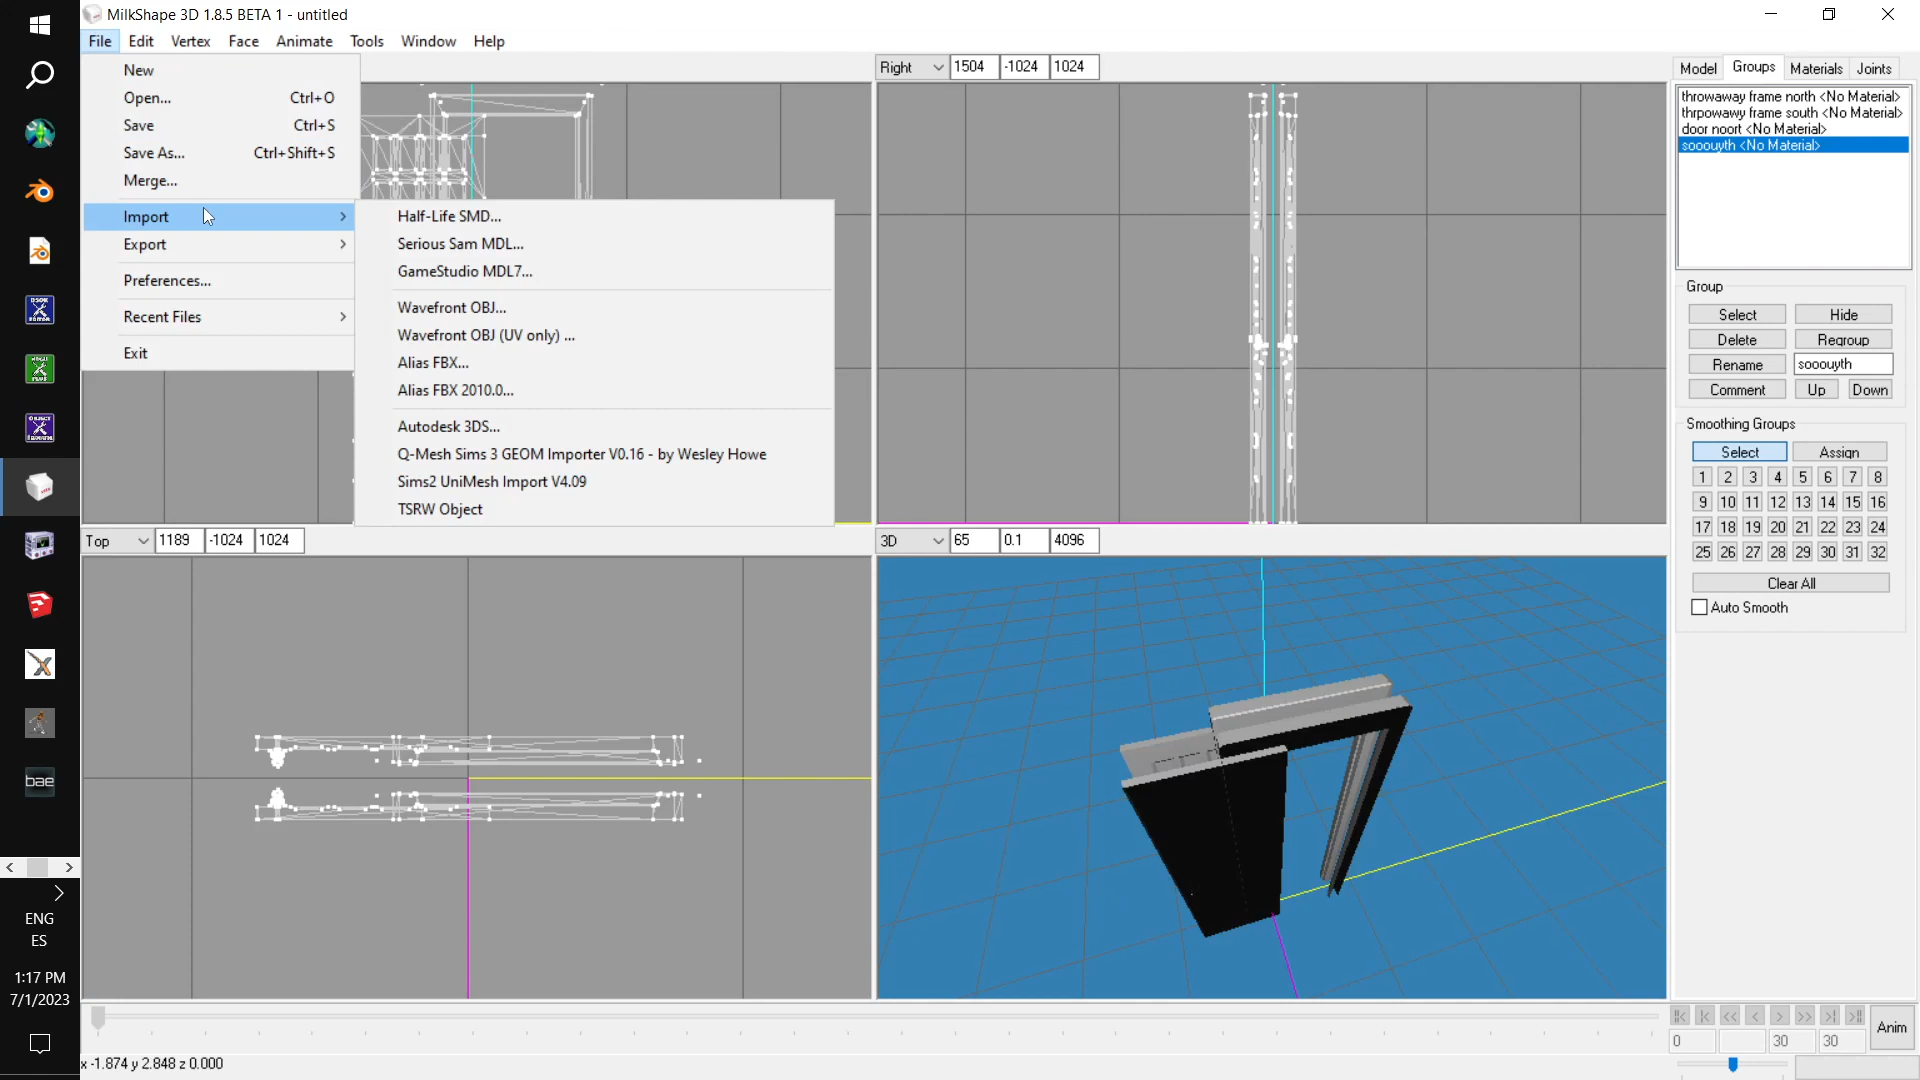 MilkShape 3D 1.8.5 BETA 1 - untitled
File Edit Vertex Face Animate Tools Window Help
New
Open... Ctrl+O
Save Ctrl+S
Save As... Ctrl+Shift+S
Merge...
Import
Export
Preferences...
Recent Files
Exit
Half-Life SMD...
Serious Sam MDL...
GameStudio MDL7...
Wavefront OBJ...
Wavefront OBJ (UV only) ...
Alias FBX...
Alias FBX 2010.0...
Autodesk 3DS...
Q-Mesh Sims 3 GEOM Importer V0.16 - by Wesley Howe
Sims2 UniMesh Import V4.09
TSRW Object
Right 1504 -1024 1024
Top 1189 -1024 1024
3D 65 0.1 4096
Model Groups Materials Joints
throwaway frame north <No Material>
thrpowawy frame south <No Material>
door noort <No Material>
sooouyth <No Material>
Group
Select Hide
Delete Regroup
Rename sooouyth
Comment Up Down
Smoothing Groups
Select Assign
1 2 3 4 5 6 7 8
9 10 11 12 13 14 15 16
17 18 19 20 21 22 23 24
25 26 27 28 29 30 31 32
Clear All
Auto Smooth
0 30 30
Anim
x -1.874 y 2.848 z 0.000
bae
ENG
ES
1:17 PM
7/1/2023